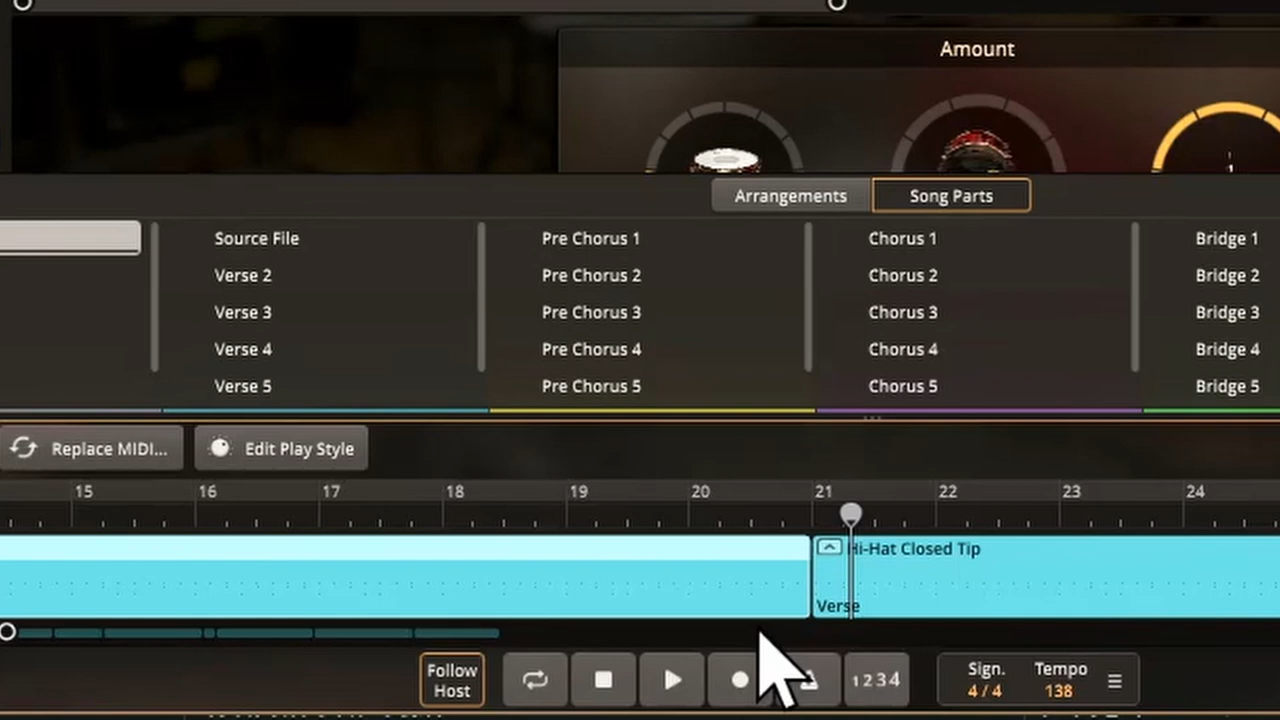 Amount
Arrangements
Song Parts
Source File
Pre Chorus 1
Chorus 1
Bridge 1
Verse 2
Pre Chorus 2
Chorus 2
Bridge 2
Verse 3
Pre Chorus 3
Chorus 3
Bridge 3
Verse 4
Pre Chorus 4
Chorus 4
Bridge 4
Verse 5
Pre Chorus 5
Chorus 5
Bridge 5
Replace MIDI...
Edit Play Style
15 16 17 18 19 20 21 22 23 24
Hi-Hat Closed Tip
Verse
Follow
Host
1234
Sign.
4 / 4
Tempo
138